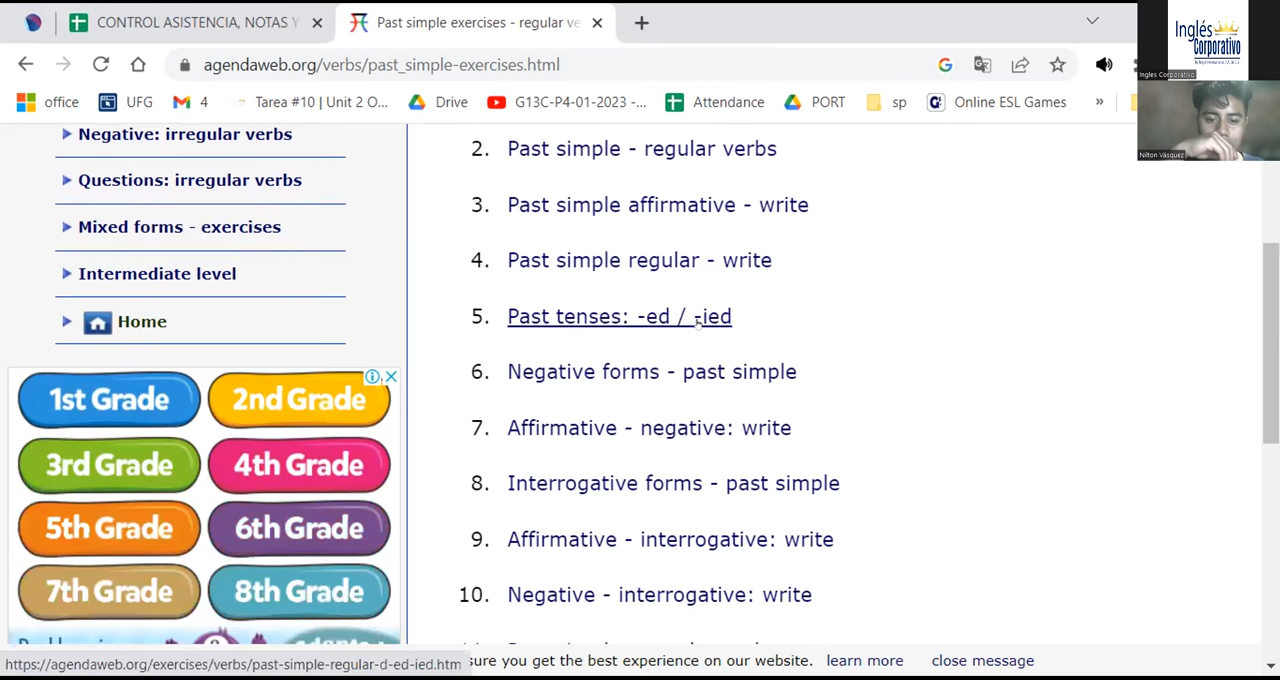 CONTROL ASISTENCIA, NOTAS Y
Past simple exercises - regular ve
agendaweb.org/verbs/past_simple-exercises.html
office
UFG
4
Tarea #10 | Unit 2 O...
Drive
G13C-P4-01-2023 -...
Attendance
PORT
sp
Online ESL Games
»
Inglés
Corporativo
Ingles Corporativo
Nilton Vásquez
Negative: irregular verbs
Questions: irregular verbs
Mixed forms - exercises
Intermediate level
Home
1st Grade
2nd Grade
3rd Grade
4th Grade
5th Grade
6th Grade
7th Grade
8th Grade
2. Past simple - regular verbs
3. Past simple affirmative - write
4. Past simple regular - write
5. Past tenses: -ed / -ied
6. Negative forms - past simple
7. Affirmative - negative: write
8. Interrogative forms - past simple
9. Affirmative - interrogative: write
10. Negative - interrogative: write
https://agendaweb.org/exercises/verbs/past-simple-regular-d-ed-ied.htm
sure you get the best experience on our website. learn more close message